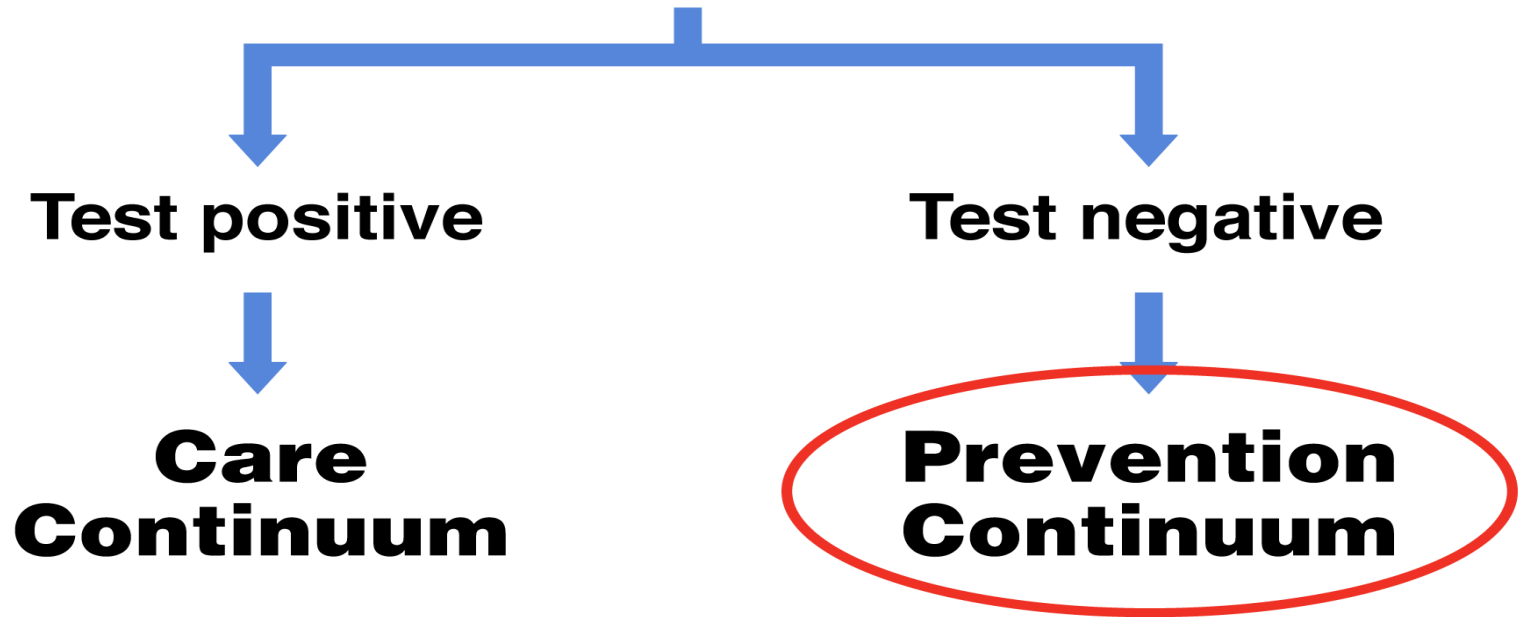 Test positive
Test negative
Care
Continuum
Prevention
Continuum